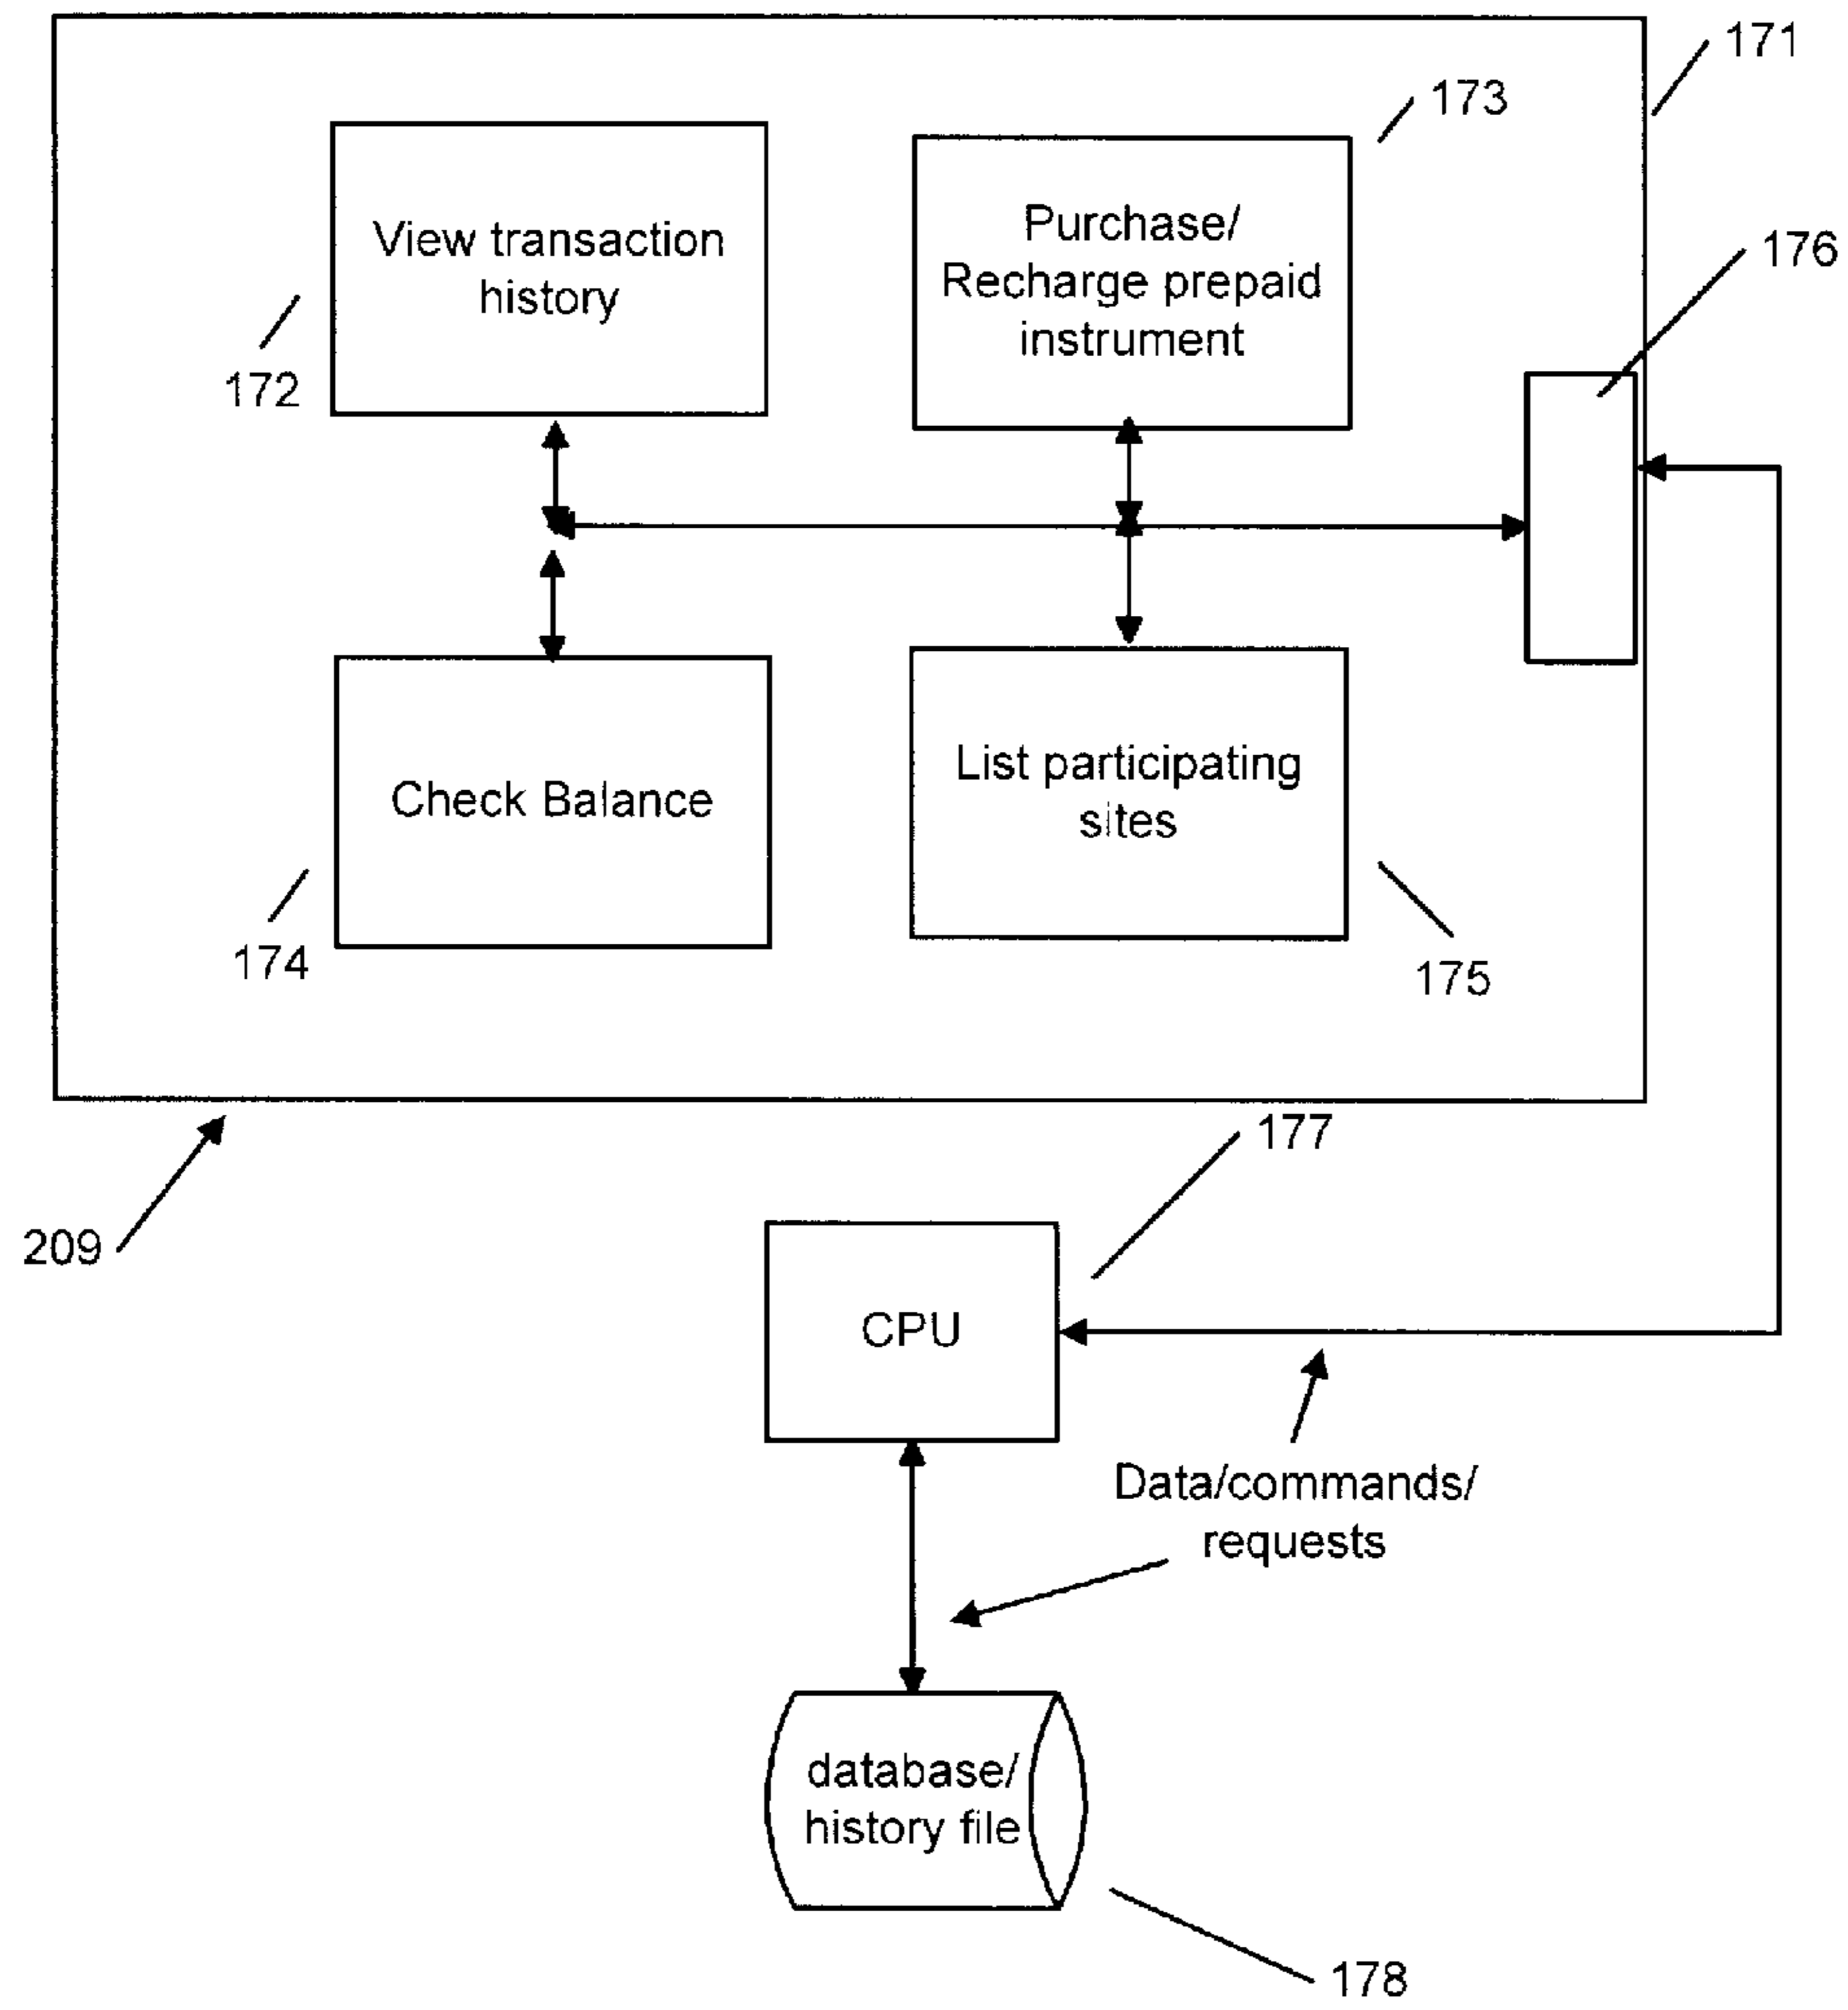 171
173
View transaction
history
Purchase/
Recharge prepaid
instrument
176
172
Check Balance
List participating
sites
174
175
177
209
CPU
Data/commands/
requests
database/
history file
178